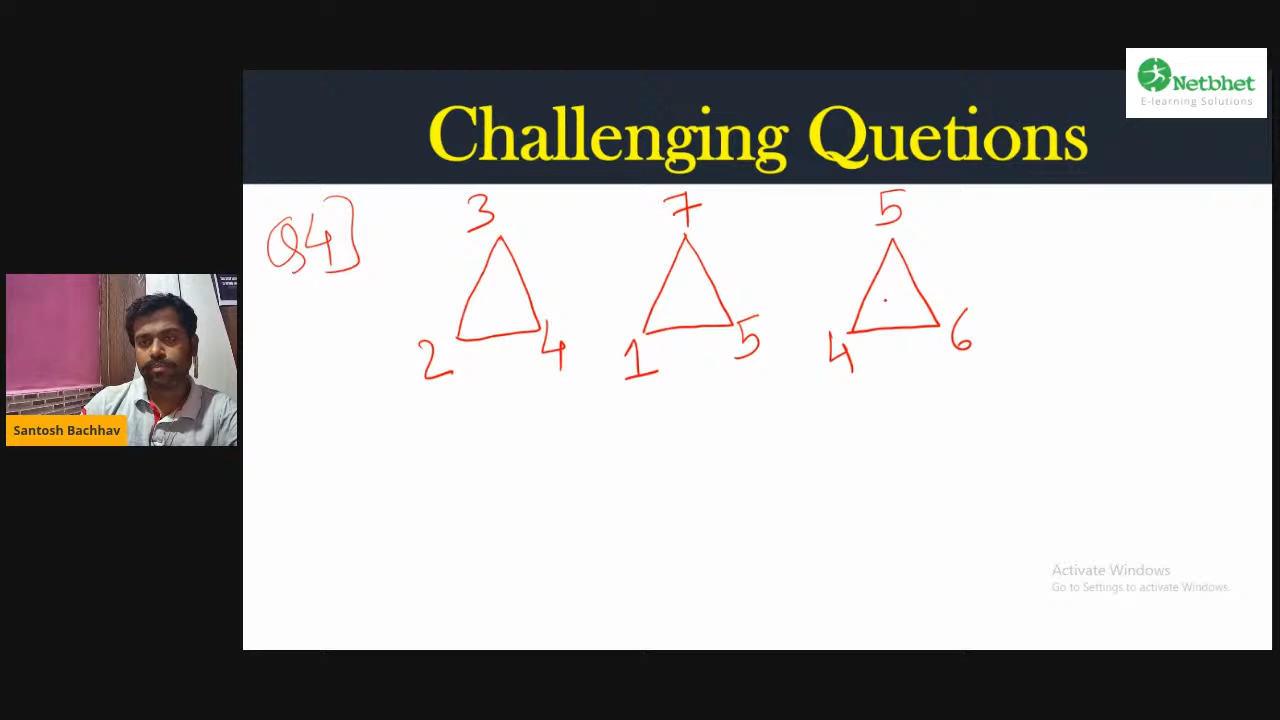 Netbhet
E-learning Solutions
Challenging Quetions
Q4]
3 7 5
2 4 1 5 4 6
Santosh Bachhav
Activate Windows
Go to Settings to activate Windows.